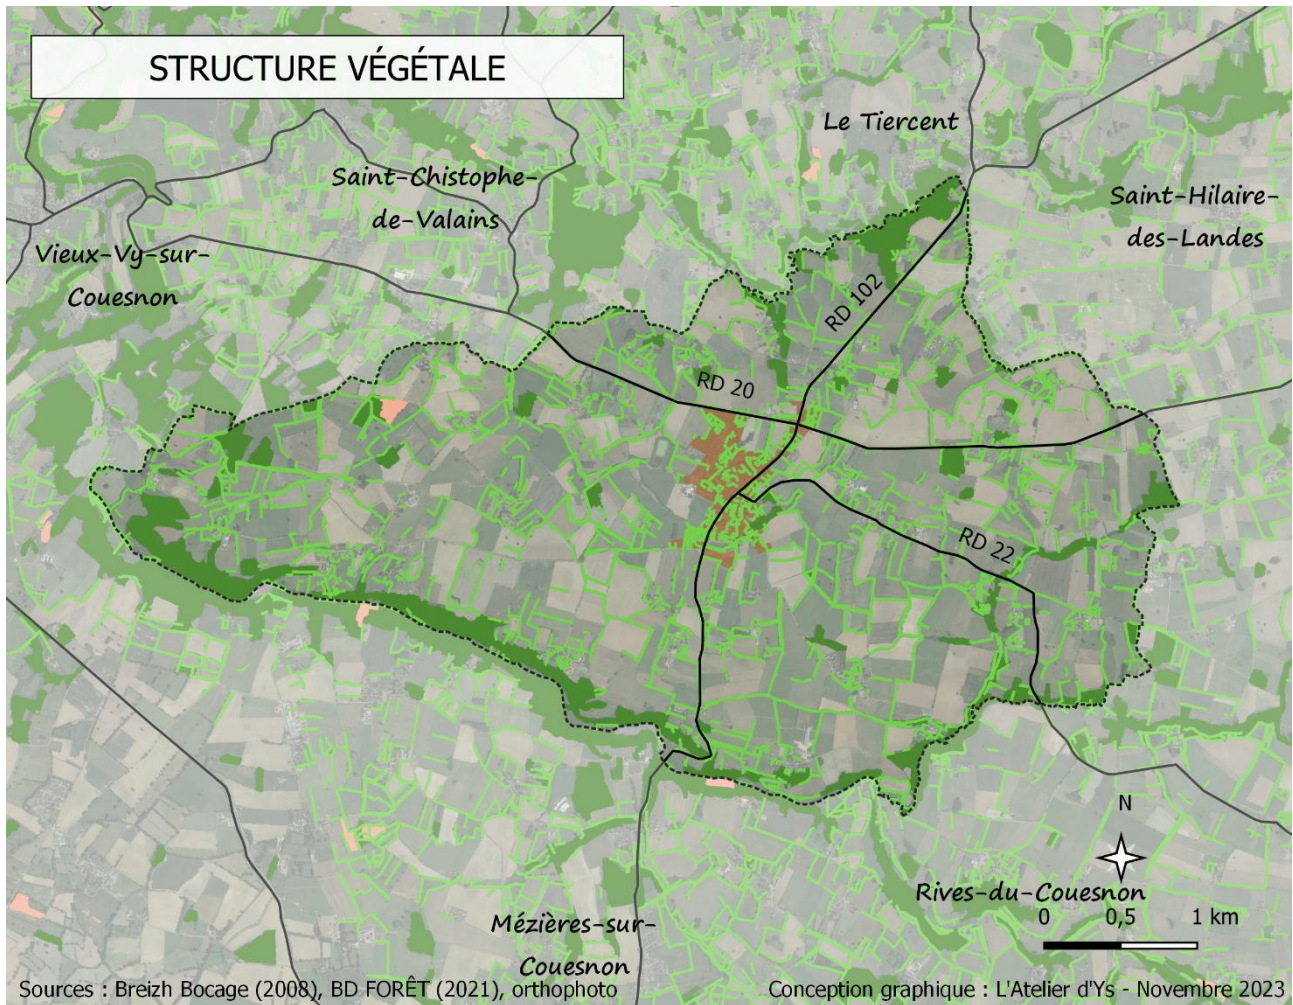 STRUCTURE VÉGÉTALE
Le Tiercent
Saint-Chistophe-
de-Valains
Saint-Hilaire-
des-Landes
Vieux-Vy-sur-
Couesnon
RD 102
RD 20
RD 22
N
Rives-du-Couesnon
0 0,5 1 km
Mézières-sur-
Couesnon
Sources : Breizh Bocage (2008), BD FORÊT (2021), orthophoto
Conception graphique : L'Atelier d'Ys - Novembre 2023